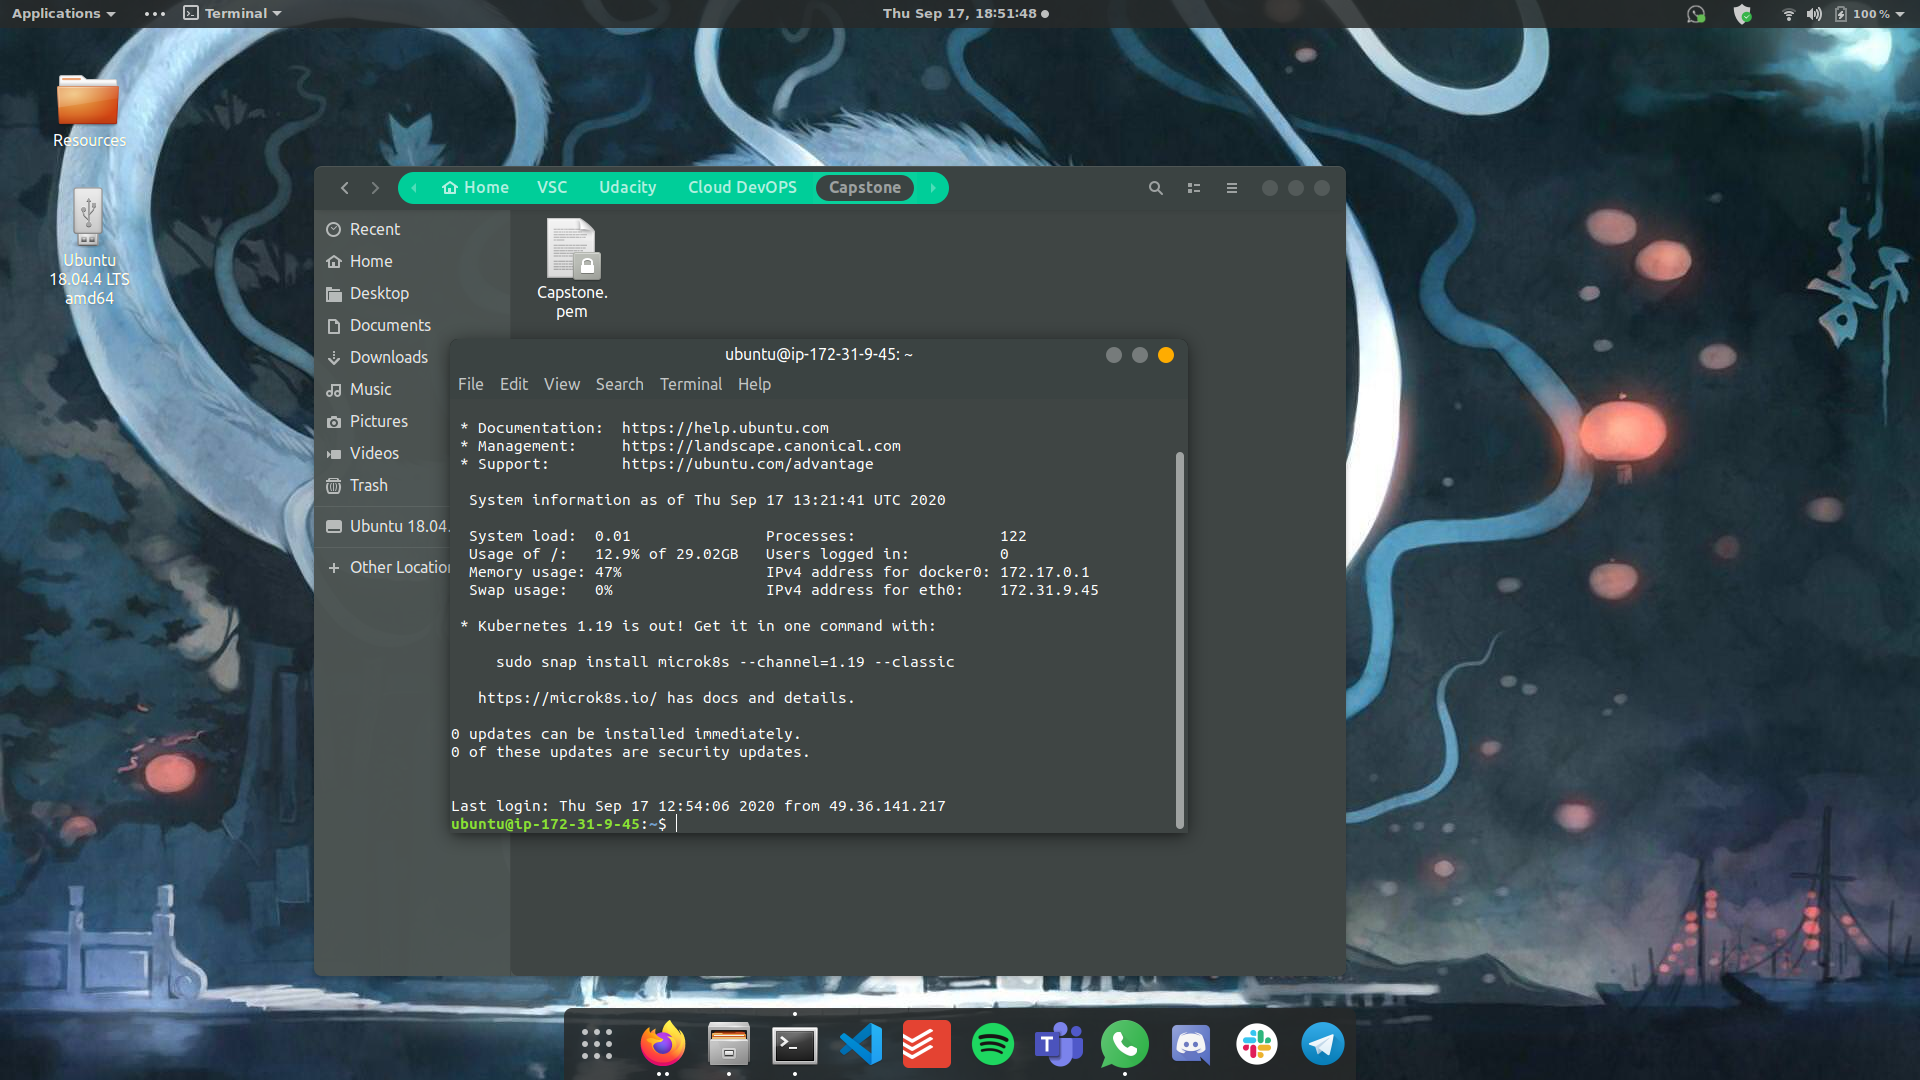 Applications
Terminal
Thu Sep 17, 18:51:48
100 %
Resources
Ubuntu
18.04.4 LTS
amd64
Home VSC Udacity Cloud DevOPS Capstone
Recent
Home
Desktop
Documents
Downloads
Music
Pictures
Videos
Trash
Ubuntu 18.04.
Other Location
Capstone.
pem
ubuntu@ip-172-31-9-45: ~
File Edit View Search Terminal Help
* Documentation: https://help.ubuntu.com
* Management: https://landscape.canonical.com
* Support: https://ubuntu.com/advantage
System information as of Thu Sep 17 13:21:41 UTC 2020
System load: 0.01 Processes: 122
Usage of /: 12.9% of 29.02GB Users logged in: 0
Memory usage: 47% IPv4 address for docker0: 172.17.0.1
Swap usage: 0% IPv4 address for eth0: 172.31.9.45
* Kubernetes 1.19 is out! Get it in one command with:
sudo snap install microk8s --channel=1.19 --classic
https://microk8s.io/ has docs and details.
0 updates can be installed immediately.
0 of these updates are security updates.
Last login: Thu Sep 17 12:54:06 2020 from 49.36.141.217
ubuntu@ip-172-31-9-45:~$